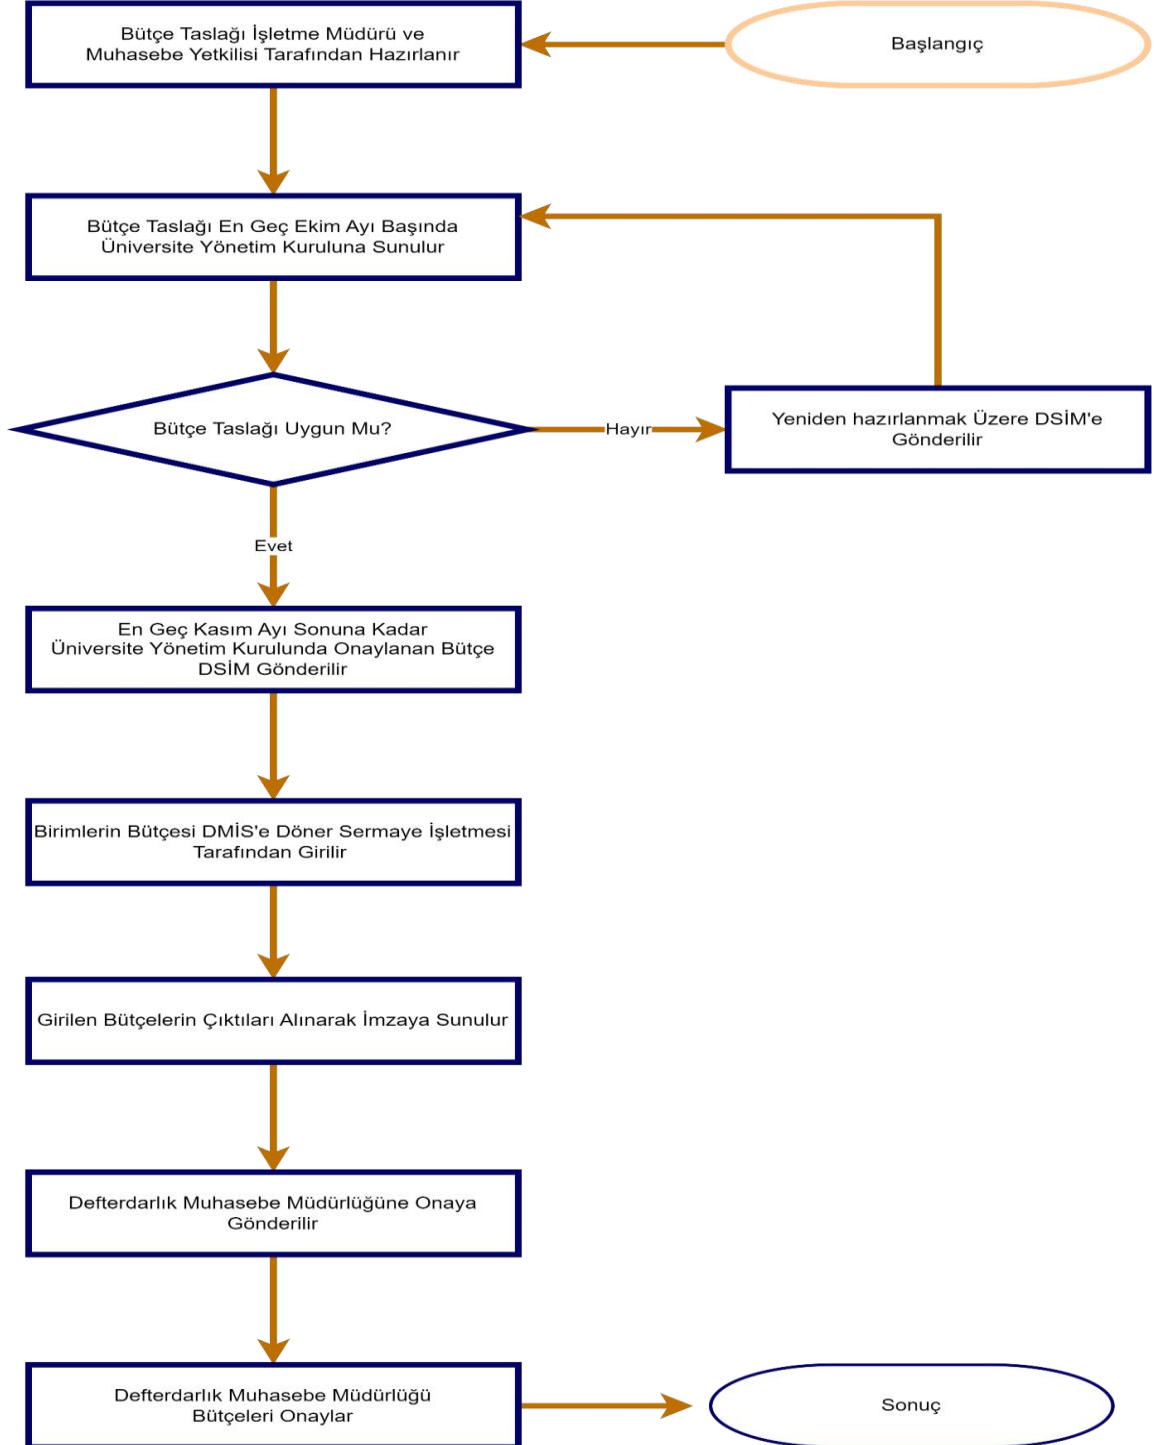 Başlangıç
Bütçe Taslağı İşletme Müdürü ve
Muhasebe Yetkilisi Tarafından Hazırlanır
Bütçe Taslağı En Geç Ekim Ayı Başında
Üniversite Yönetim Kuruluna Sunulur
Bütçe Taslağı Uygun Mu?
Hayır
Yeniden hazırlanmak Üzere DSİM'e
Gönderilir
Evet
En Geç Kasım Ayı Sonuna Kadar
Üniversite Yönetim Kurulunda Onaylanan Bütçe
DSİM Gönderilir
Birimlerin Bütçesi DMİS'e Döner Sermaye İşletmesi
Tarafından Girilir
Girilen Bütçelerin Çıktıları Alınarak İmzaya Sunulur
Defterdarlık Muhasebe Müdürlüğüne Onaya
Gönderilir
Defterdarlık Muhasebe Müdürlüğü
Bütçeleri Onaylar
Sonuç